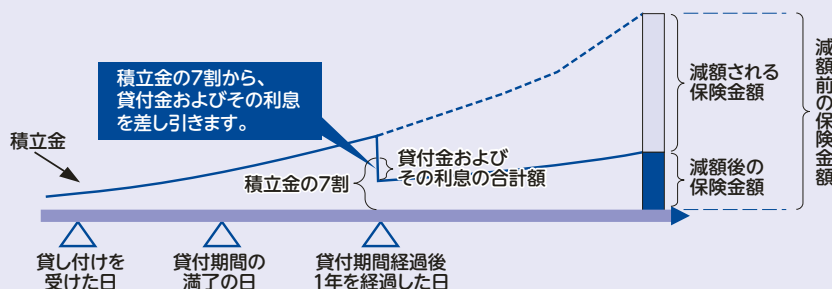 積立金の7割から、
貸付金およびその利息
を差し引きます。
積立金
積立金の7割
貸付金および
その利息の合計額
減額される
保険金額
減額後の
保険金額
減額前の保険金額
貸し付けを
受けた日
貸付期間の
満了の日
貸付期間経過後
1年を経過した日